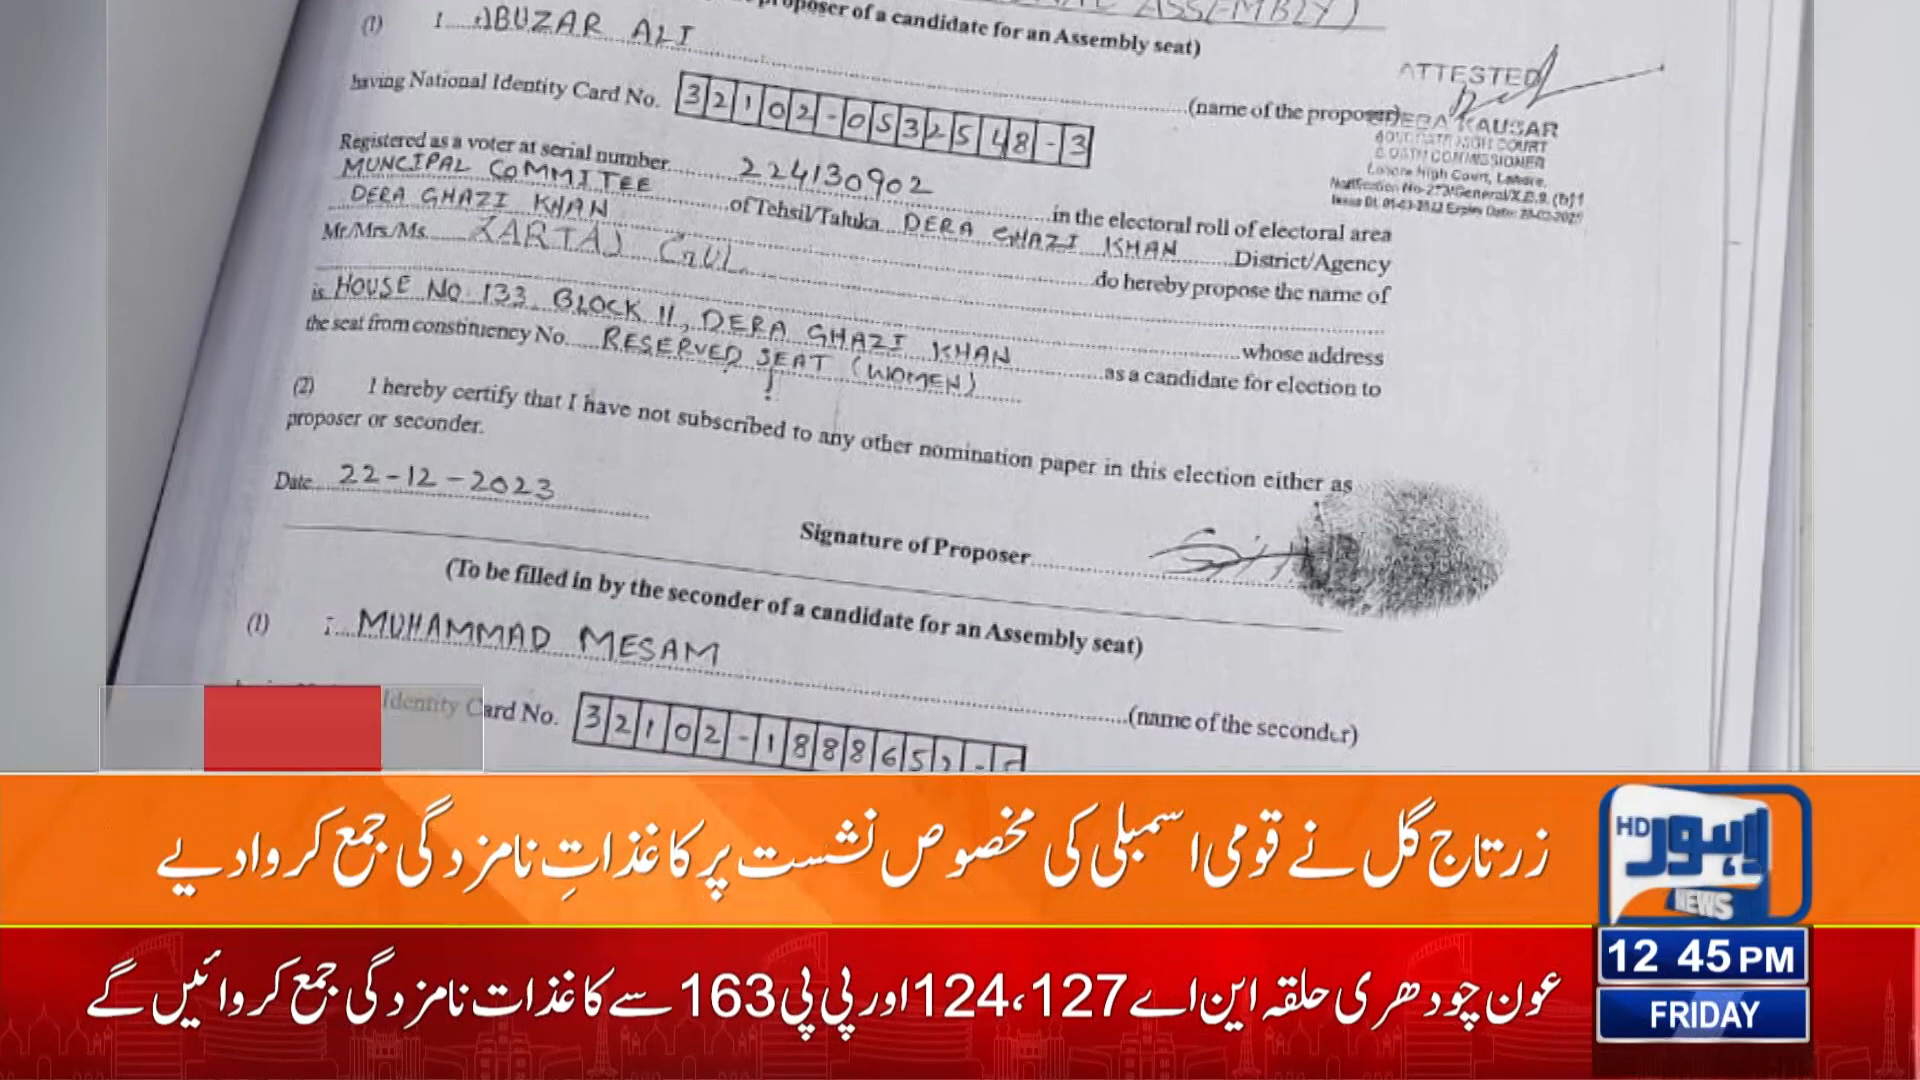 proposer of a candidate for an Assembly seat)
(1) I ABUZAR ALI
(name of the proposer)
having National Identity Card No. 32102-0532548-3
Registered as a voter at serial number 224130902 in the electoral roll of electoral area
MUNCIPAL COMMITEE of Tehsil/Taluka DERA GHAZI KHAN District/Agency
DERA GHAZI KHAN do hereby propose the name of
Mr/Mrs/Ms. ZARTAJ GUL whose address
is HOUSE NO. 133 BLOCK 11, DERA GHAZI KHAN as a candidate for election to
the seat from constituency No. RESERVED SEAT (WOMEN)
(2) I hereby certify that I have not subscribed to any other nomination paper in this election either as
proposer or seconder.
Date 22-12-2023
Signature of Proposer
(To be filled in by the seconder of a candidate for an Assembly seat)
(1) MUHAMMAD MESAM
(name of the seconder)
Identity Card No. 32102-188865
ATTESTED
KAUSAR
HIGH COURT
OATH COMMISSIONER
Lahore High Court, Lahore.
زرتاج گل نے قومی اسمبلی کی مخصوص نشست پر کاغذاتِ نامزدگی جمع کروا دیے
HD لاہور
NEWS
12 45 PM
عون چودھری حلقہ این اے 127، 124 اور پی پی 163 سے کاغذات نامزدگی جمع کروائیں گے
FRIDAY